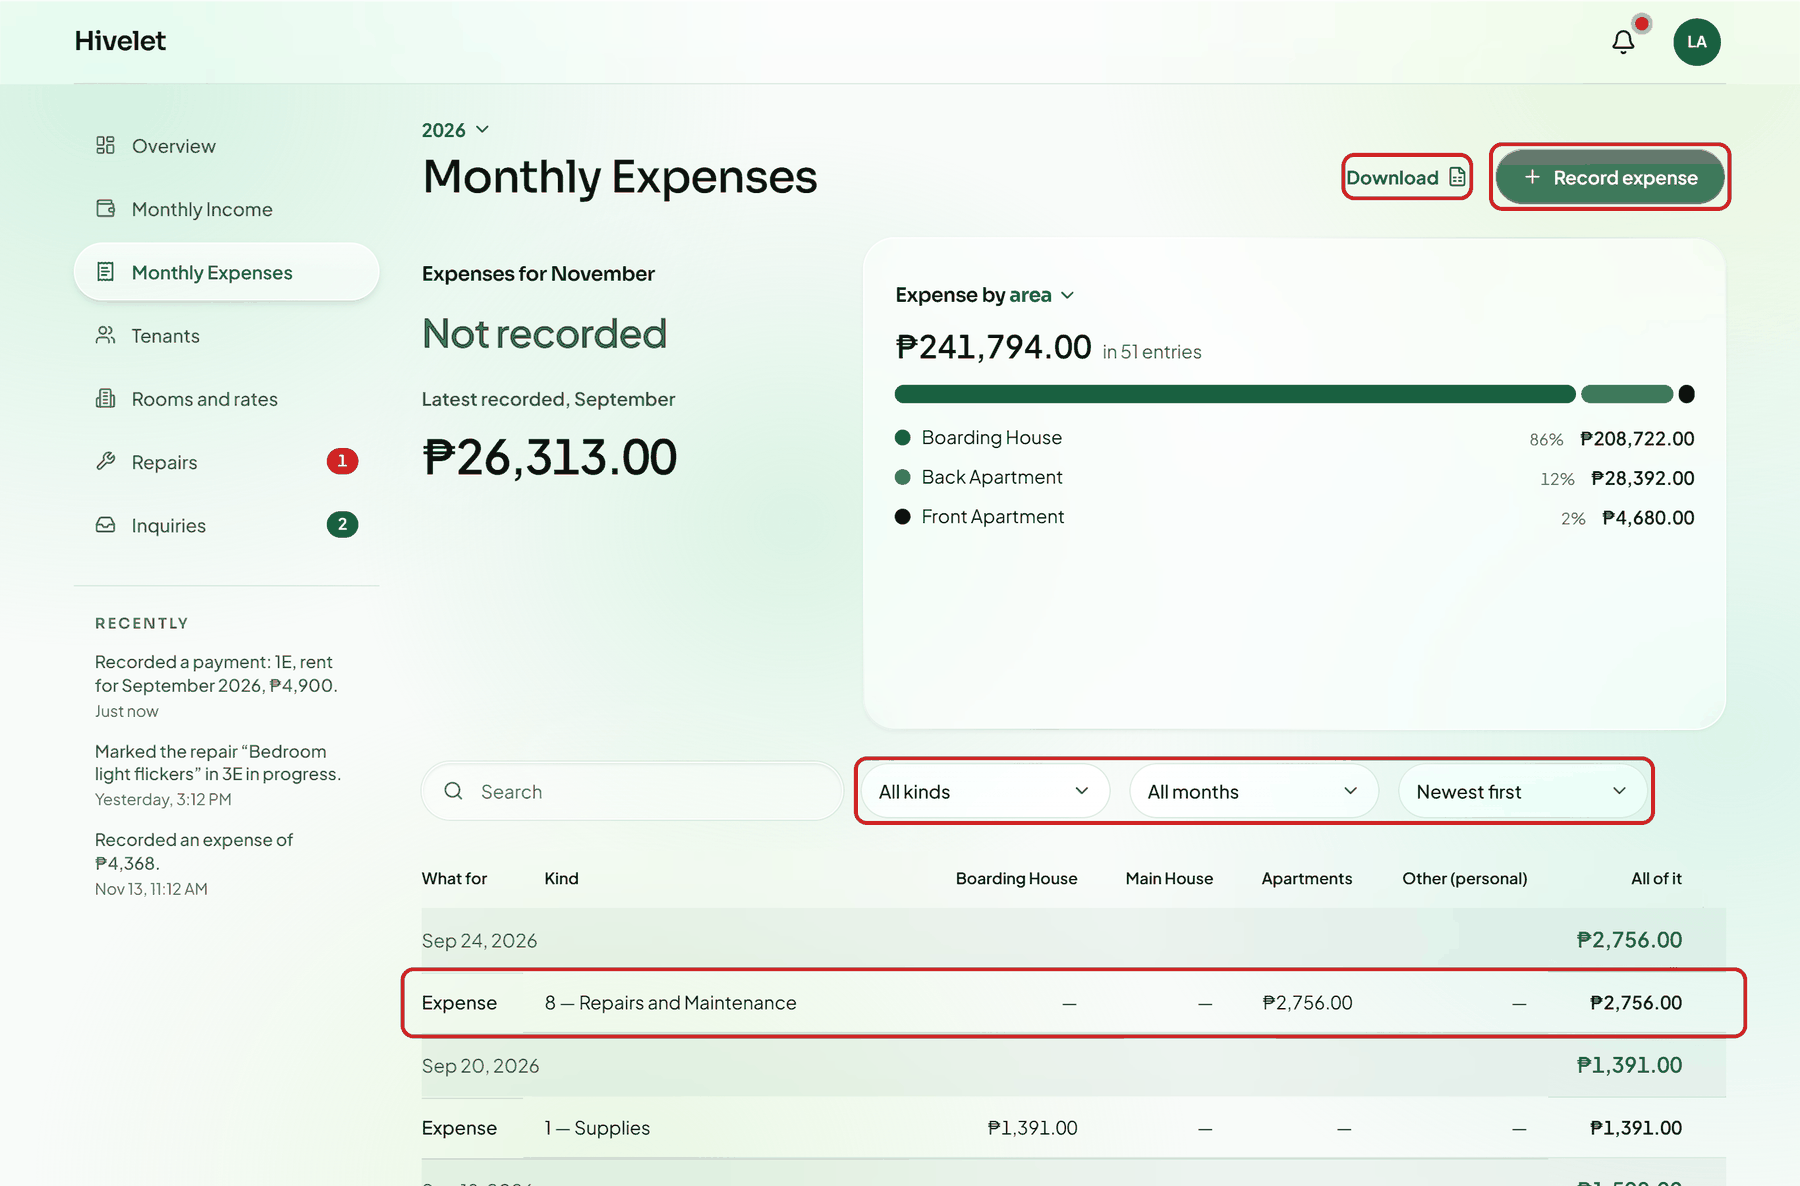 Hivelet
LA
Overview
Monthly Income
Monthly Expenses
Tenants
Rooms and rates
Repairs 1
Inquiries 2
RECENTLY
Recorded a payment: 1E, rent
for September 2026, ₱4,900.
Just now
Marked the repair “Bedroom
light flickers” in 3E in progress.
Yesterday, 3:12 PM
Recorded an expense of
₱4,368.
Nov 13, 11:12 AM
2026
Monthly Expenses
Download
+ Record expense
Expenses for November
Not recorded
Latest recorded, September
₱26,313.00
Expense by area
₱241,794.00 in 51 entries
Boarding House 86% ₱208,722.00
Back Apartment 12% ₱28,392.00
Front Apartment 2% ₱4,680.00
Search
All kinds
All months
Newest first
What for Kind Boarding House Main House Apartments Other (personal) All of it
Sep 24, 2026 ₱2,756.00
Expense 8 — Repairs and Maintenance — — ₱2,756.00 — ₱2,756.00
Sep 20, 2026 ₱1,391.00
Expense 1 — Supplies ₱1,391.00 — — — ₱1,391.00